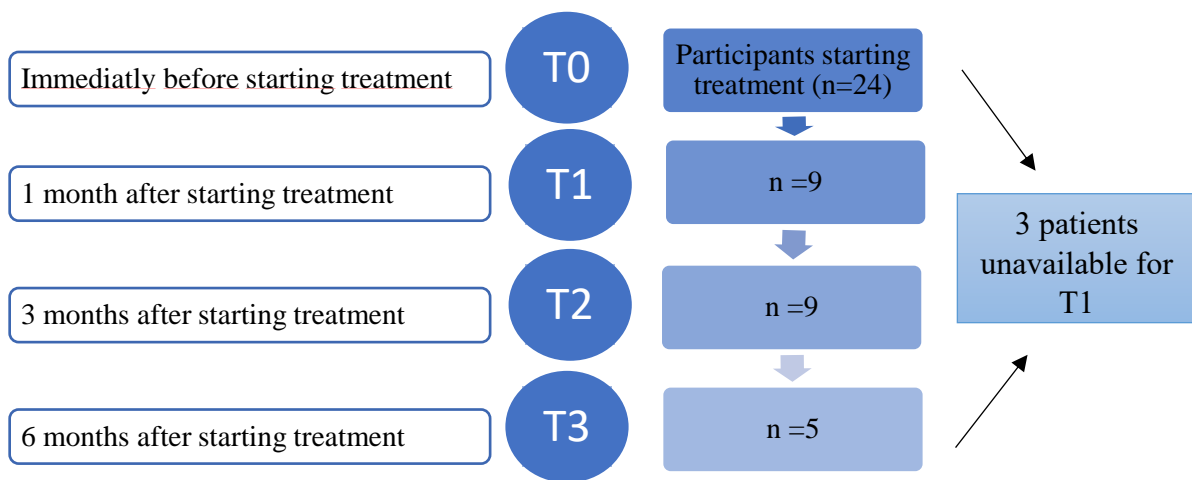 Immediatly before starting treatment
T0
Participants starting
treatment (n=24)
1 month after starting treatment
T1
n =9
3 patients
unavailable for
T1
3 months after starting treatment
T2
n =9
6 months after starting treatment
T3
n =5